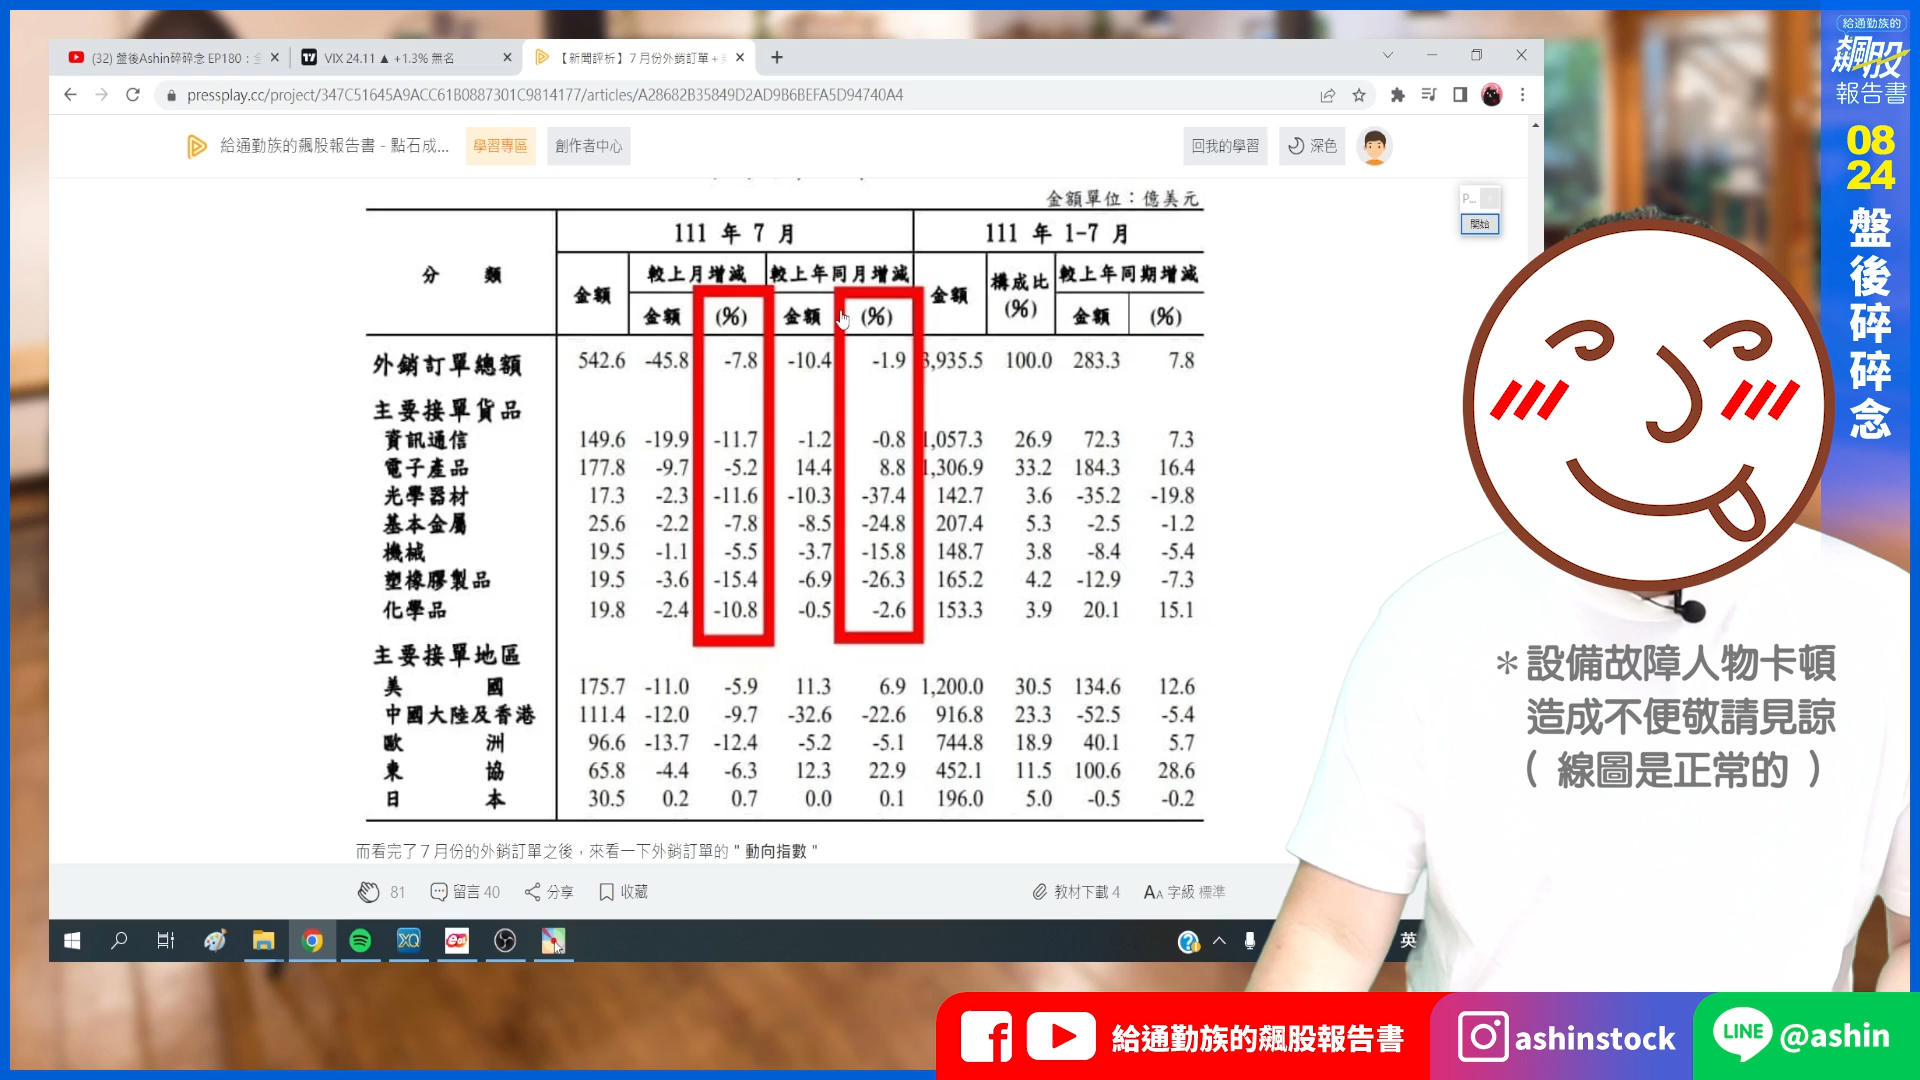 (32) 盤後Ashin碎碎念 EP180：
VIX 24.11 ▲ +1.3% 無名
【新聞評析】7 月份外銷訂單 +
pressplay.cc/project/347C51645A9ACC61B0887301C9814177/articles/A28682B35849D2AD9B6BEFA5D94740A4
給通勤族的飆股報告書 - 點石成...
學習專區
創作者中心
回我的學習
深色
P...
開始
金額單位：億美元
分 類
111 年 7 月
111 年 1-7 月
金額
較上月增減
較上年同月增減
金額
構成比
(%)
較上年同期增減
金額
(%)
金額
(%)
金額
(%)
外銷訂單總額 542.6 -45.8 -7.8 -10.4 -1.9 3,935.5 100.0 283.3 7.8
主要接單貨品
資訊通信 149.6 -19.9 -11.7 -1.2 -0.8 1,057.3 26.9 72.3 7.3
電子產品 177.8 -9.7 -5.2 14.4 8.8 1,306.9 33.2 184.3 16.4
光學器材 17.3 -2.3 -11.6 -10.3 -37.4 142.7 3.6 -35.2 -19.8
基本金屬 25.6 -2.2 -7.8 -8.5 -24.8 207.4 5.3 -2.5 -1.2
機械 19.5 -1.1 -5.5 -3.7 -15.8 148.7 3.8 -8.4 -5.4
塑橡膠製品 19.5 -3.6 -15.4 -6.9 -26.3 165.2 4.2 -12.9 -7.3
化學品 19.8 -2.4 -10.8 -0.5 -2.6 153.3 3.9 20.1 15.1
主要接單地區
美 國 175.7 -11.0 -5.9 11.3 6.9 1,200.0 30.5 134.6 12.6
中國大陸及香港 111.4 -12.0 -9.7 -32.6 -22.6 916.8 23.3 -52.5 -5.4
歐 洲 96.6 -13.7 -12.4 -5.2 -5.1 744.8 18.9 40.1 5.7
東 協 65.8 -4.4 -6.3 12.3 22.9 452.1 11.5 100.6 28.6
日 本 30.5 0.2 0.7 0.0 0.1 196.0 5.0 -0.5 -0.2
而看完了 7 月份的外銷訂單之後，來看一下外銷訂單的 " 動向指數 "
81
留言 40
分享
收藏
教材下載 4
AA 字級 標準
XQ
英
給通勤族的
飆股
報告書
08
24
盤後碎碎念
＊設備故障人物卡頓
造成不便敬請見諒
（ 線圖是正常的 ）
給通勤族的飆股報告書
ashinstock
LINE
@ashin